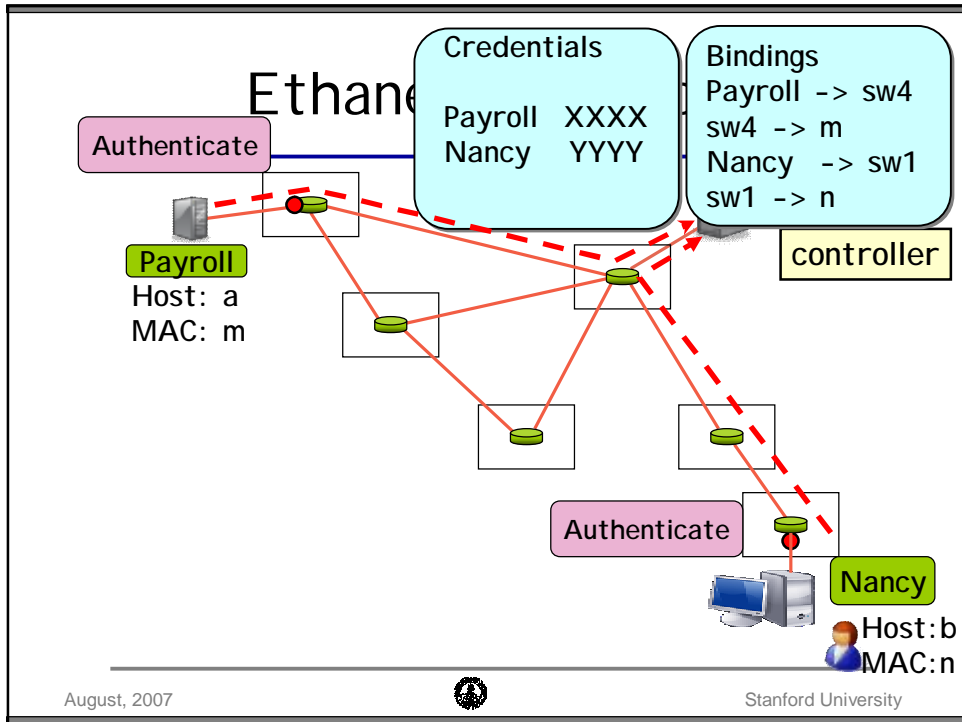 Ethane
Credentials
Payroll XXXX
Nancy YYYY
Bindings
Payroll -> sw4
sw4 -> m
Nancy -> sw1
sw1 -> n
Authenticate
controller
Payroll
Host: a
MAC: m
Authenticate
Nancy
Host:b
MAC:n
August, 2007
Stanford University